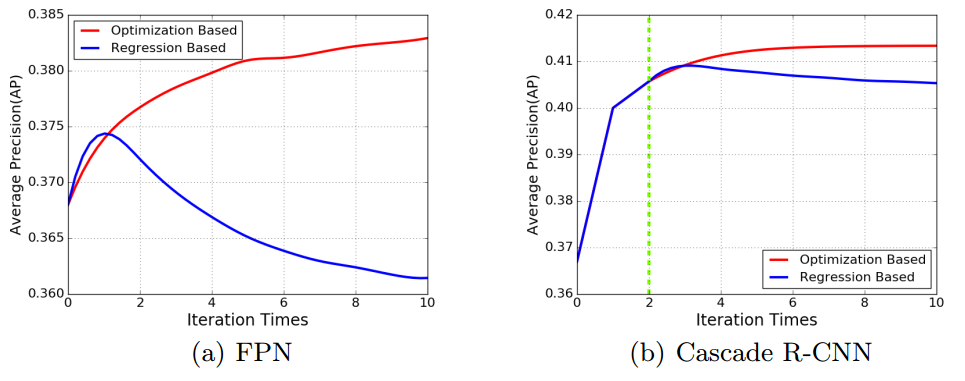 0.385
0.380
0.375
0.370
0.365
0.360
Average Precision(AP)
Optimization Based
Regression Based
0 2 4 6 8 10
Iteration Times
(a) FPN
0.42
0.41
0.40
0.39
0.38
0.37
0.36
Average Precision(AP)
Optimization Based
Regression Based
0 2 4 6 8 10
Iteration Times
(b) Cascade R-CNN